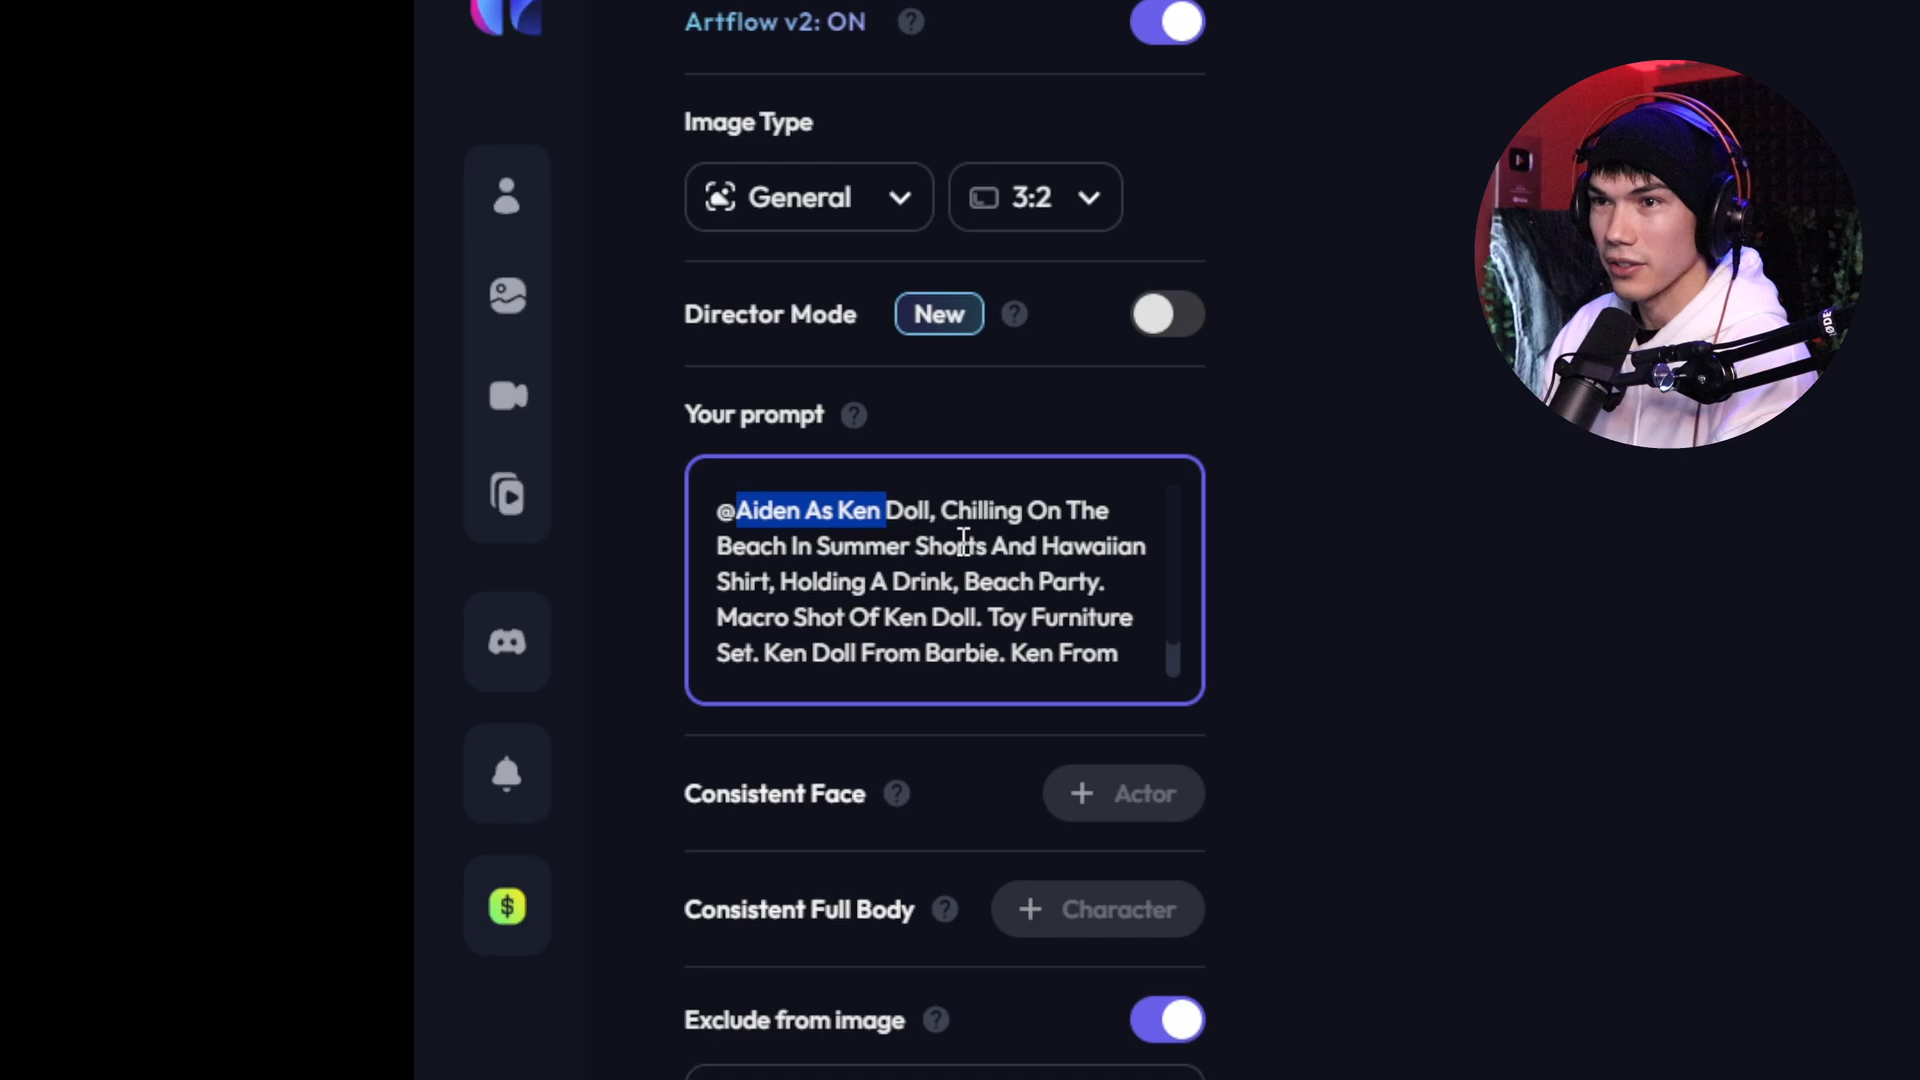 Artflow v2: ON
Image Type
General 3:2
Director Mode New
Your prompt
@Aiden As Ken Doll, Chilling On The
Beach In Summer Shorts And Hawaiian
Shirt, Holding A Drink, Beach Party.
Macro Shot Of Ken Doll. Toy Furniture
Set. Ken Doll From Barbie. Ken From
Consistent Face + Actor
Consistent Full Body + Character
Exclude from image
RØDE